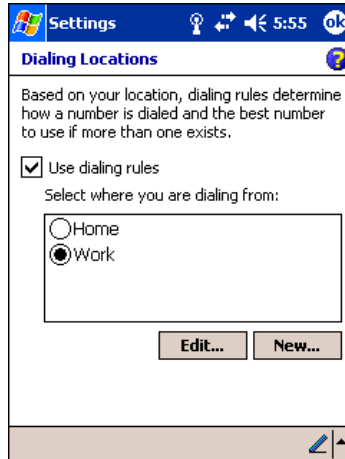 Settings 5:55 ok
Dialing Locations ?
Based on your location, dialing rules determine
how a number is dialed and the best number
to use if more than one exists.
Use dialing rules
Select where you are dialing from:
Home
Work
Edit... New...